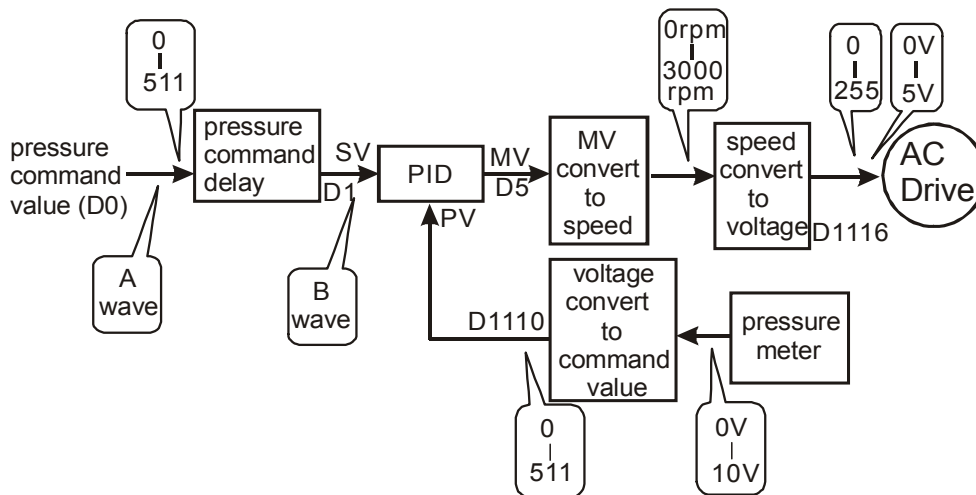 0
511
pressure
command
value (D0)
A
wave
pressure
command
delay
SV
D1
B
wave
PID
PV
MV
D5
MV
convert
to
speed
0rpm
3000
rpm
speed
convert
to
voltage
D1116
0
255
0V
5V
AC
Drive
D1110
0
511
voltage
convert
to
command
value
0V
10V
pressure
meter